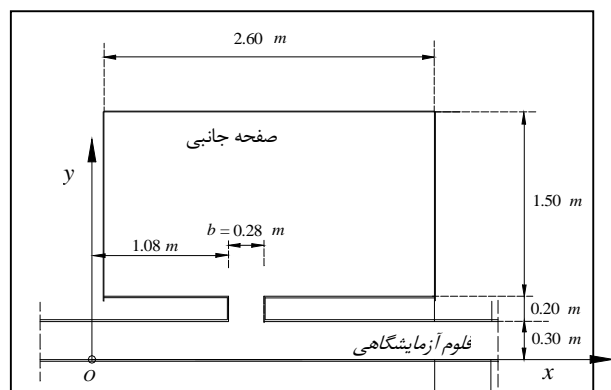 2.60 m
صفحه جانبی
y
1.50 m
b = 0.28 m
1.08 m
0.20 m
فلوم آزمایشگاهی
0.30 m
O
x